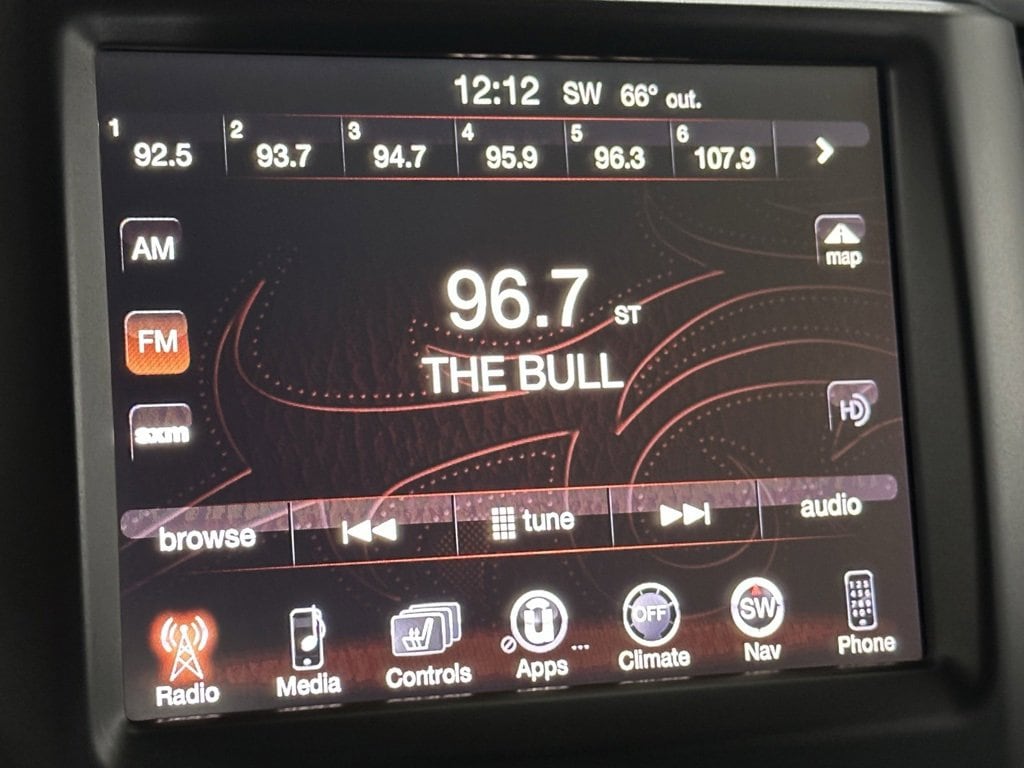 12:12 SW 66° out.
1 92.5 2 93.7 3 94.7 4 95.9 5 96.3 6 107.9
AM
map
96.7 ST
FM
THE BULL
HD
sxm
browse tune audio
OFF SW
Radio Media Controls Apps ... Climate Nav Phone